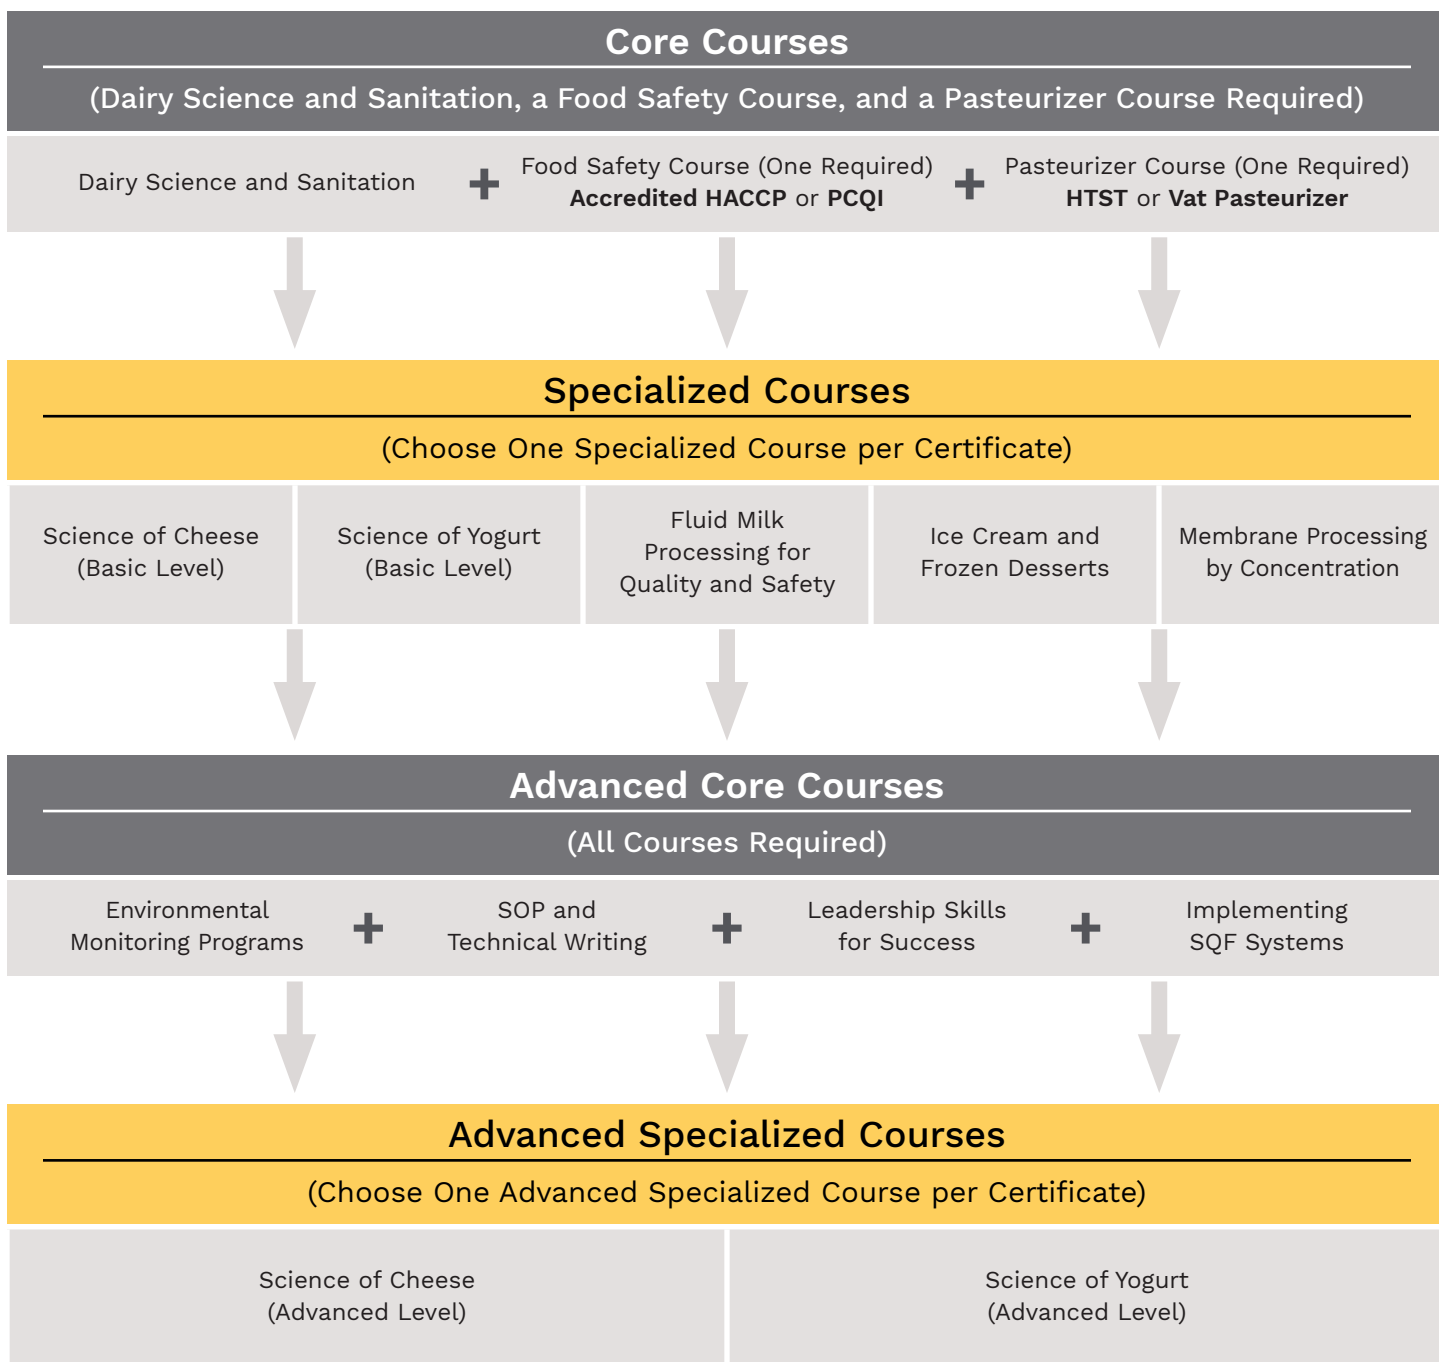 Core Courses
(Dairy Science and Sanitation, a Food Safety Course, and a Pasteurizer Course Required)
Dairy Science and Sanitation
+
Food Safety Course (One Required)
Accredited HACCP or PCQI
+
Pasteurizer Course (One Required)
HTST or Vat Pasteurizer
Specialized Courses
(Choose One Specialized Course per Certificate)
Science of Cheese
(Basic Level)
Science of Yogurt
(Basic Level)
Fluid Milk
Processing for
Quality and Safety
Ice Cream and
Frozen Desserts
Membrane Processing
by Concentration
Advanced Core Courses
(All Courses Required)
Environmental
Monitoring Programs
+
SOP and
Technical Writing
+
Leadership Skills
for Success
+
Implementing
SQF Systems
Advanced Specialized Courses
(Choose One Advanced Specialized Course per Certificate)
Science of Cheese
(Advanced Level)
Science of Yogurt
(Advanced Level)